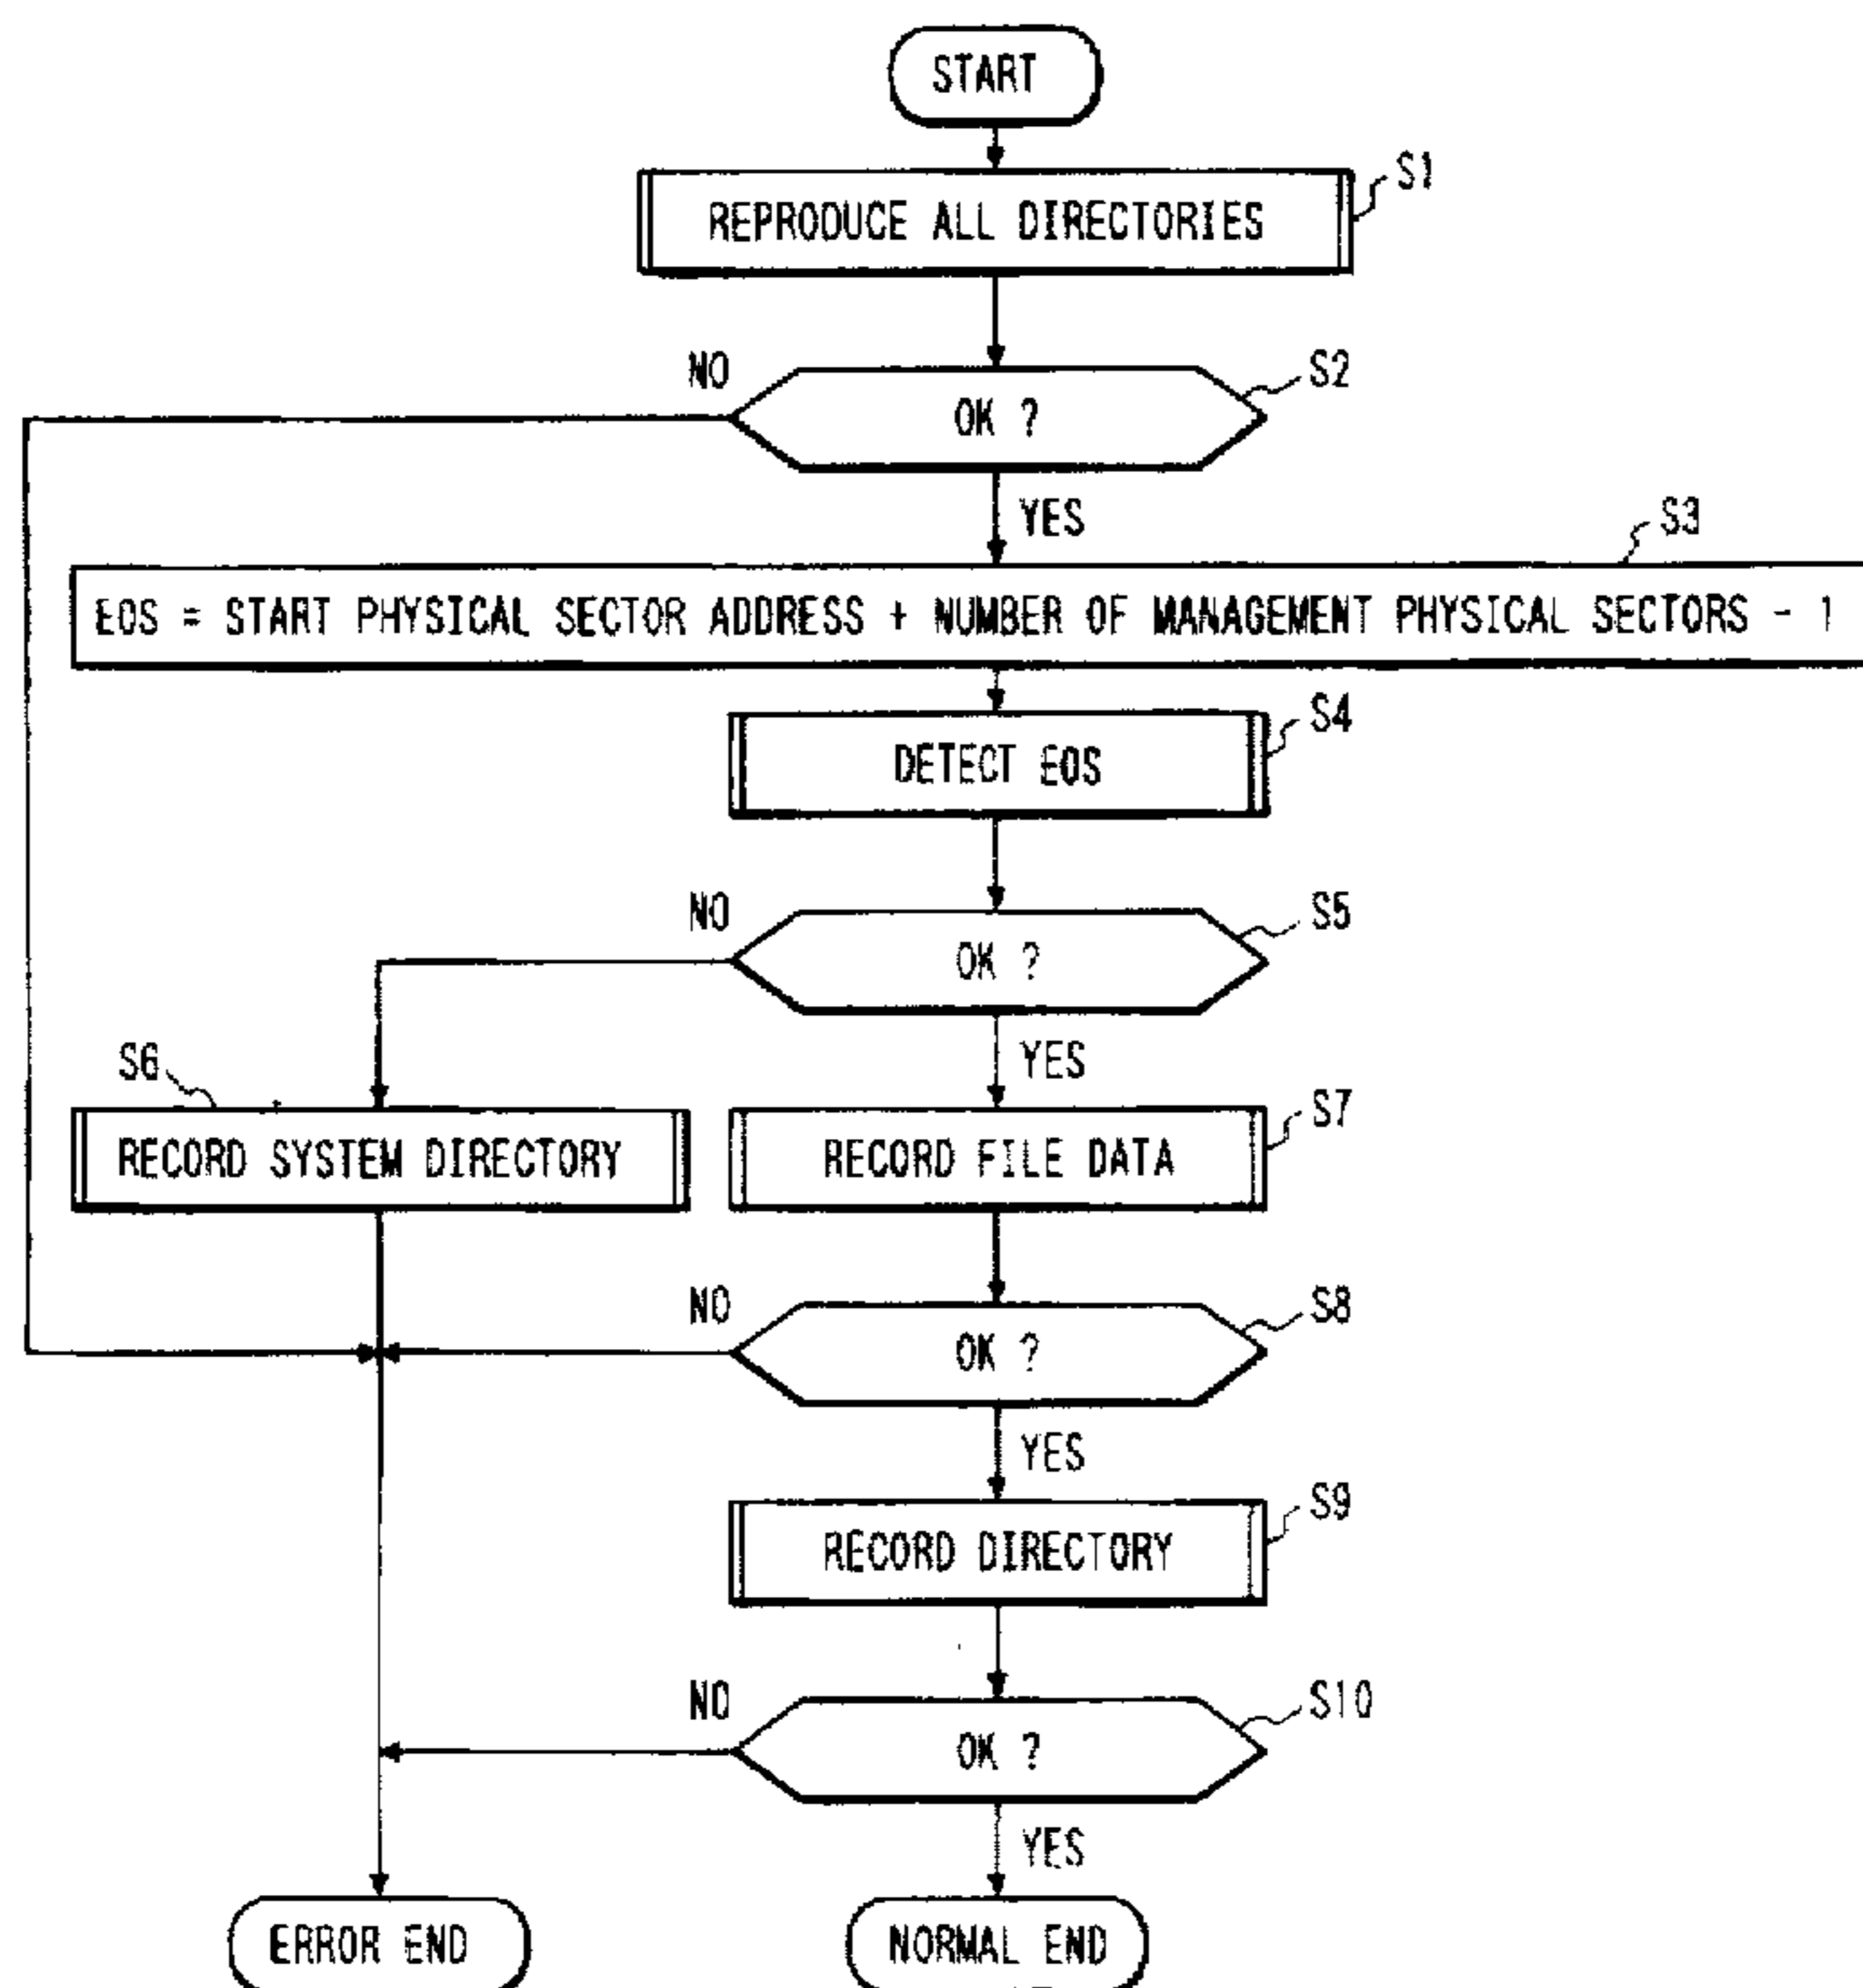 START
S1
REPRODUCE ALL DIRECTORIES
NO
S2
OK ?
YES
S3
EOS = START PHYSICAL SECTOR ADDRESS + NUMBER OF MANAGEMENT PHYSICAL SECTORS - 1
S4
DETECT EOS
NO
S5
OK ?
YES
S6
S7
RECORD SYSTEM DIRECTORY
RECORD FILE DATA
NO
S8
OK ?
YES
S9
RECORD DIRECTORY
NO
S10
OK ?
YES
ERROR END
NORMAL END